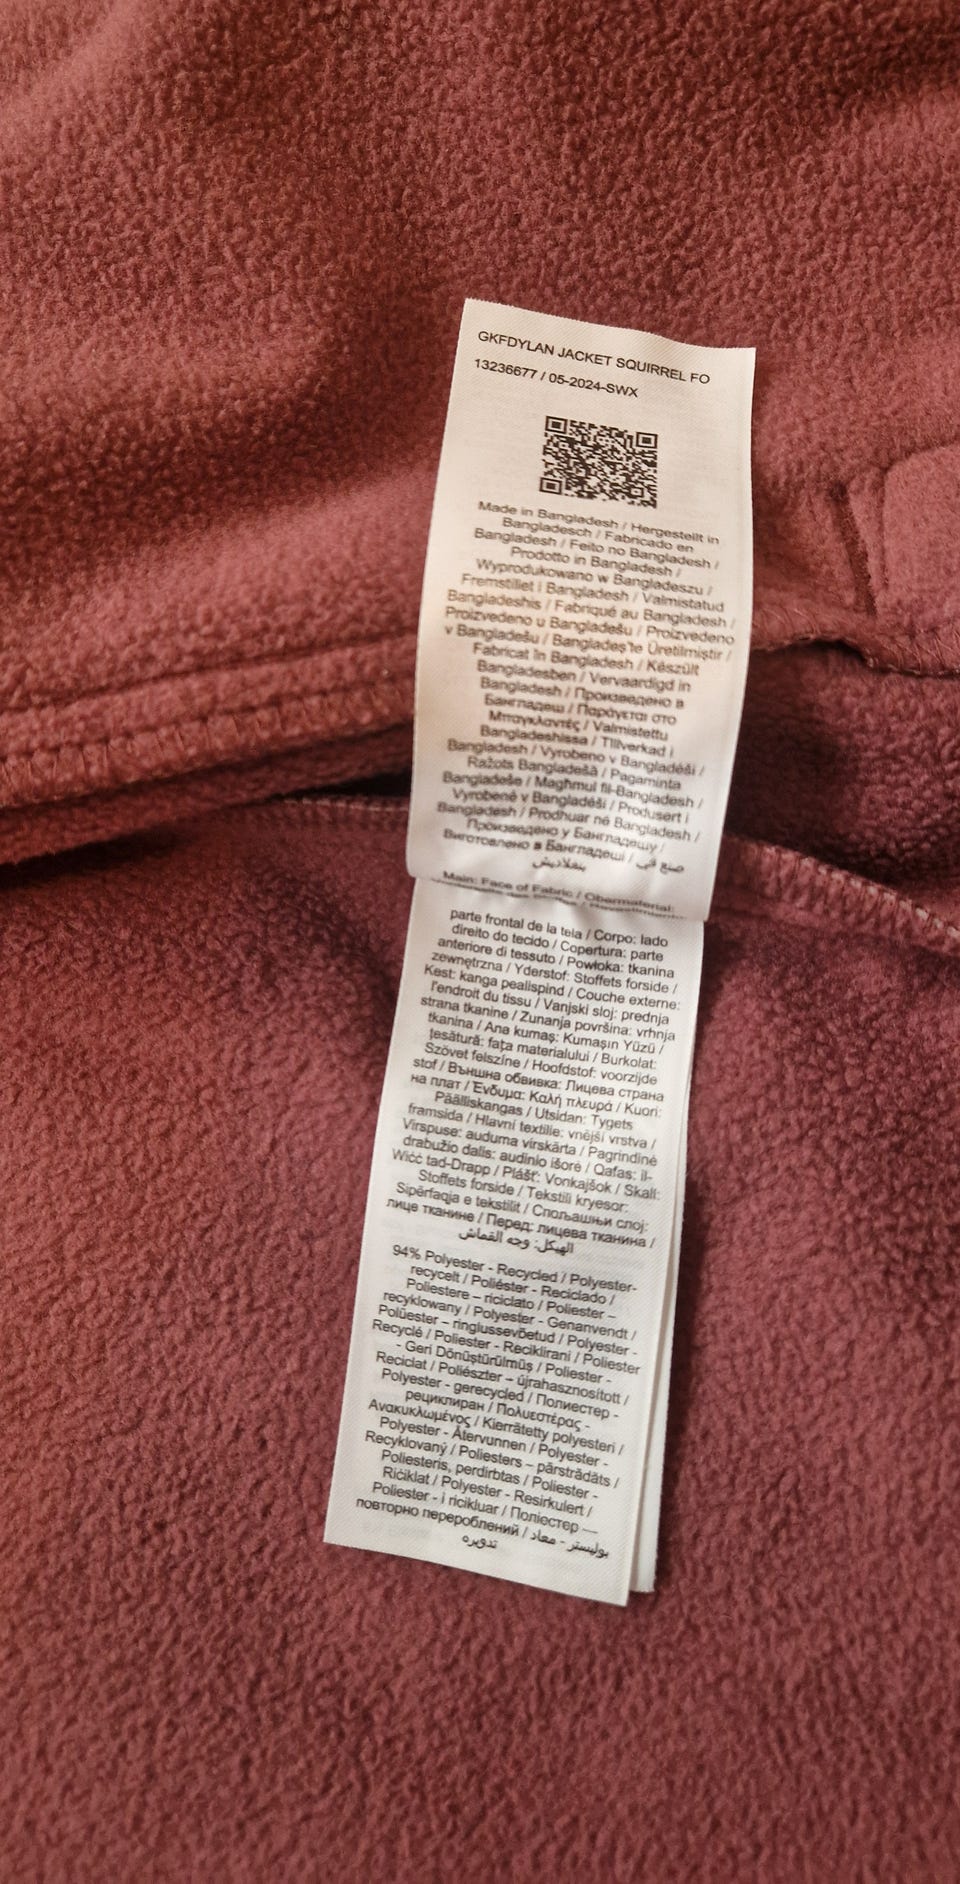 GKFDYLAN JACKET SQUIRREL FO
13236677 / 05-2024-SWX
Made in Bangladesh / Hergestellt in
Bangladesch / Fabricado en
Bangladesh / Feito no Bangladesh /
Prodotto in Bangladesh /
Wyprodukowano w Bangladeszu /
Fremstillet i Bangladesh / Valmistatud
Bangladeshis / Fabriqué au Bangladesh /
Proizvedeno u Bangladešu / Proizvedeno
v Bangladešu / Bangladeş'te Üretilmiştir /
Fabricat în Bangladesh / Készült
Bangladesben / Vervaardigd in
Bangladesh / Произведено в
Бангладеш / Παράγεται στο
Μπαγκλαντές / Valmistettu
Bangladeshissa / Tillverkad i
Bangladesh / Vyrobeno v Bangladéši /
Ražots Bangladešā / Pagaminta
Bangladeše / Magħmul fil-Bangladesh /
Vyrobené v Bangladéši / Produsert i
Bangladesh / Prodhuar në Bangladesh /
Произведено у Бангладешу /
Виготовлено в Бангладеші / صنع في
بنغلاديش
Main: Face of Fabric / Obermaterial:
parte frontal de la tela / Corpo: lado
direito do tecido / Copertura: parte
anteriore di tessuto / Powłoka: tkanina
zewnętrzna / Yderstof: Stoffets forside /
Kest: kanga pealispind / Couche externe:
l'endroit du tissu / Vanjski sloj: prednja
strana tkanine / Zunanja površina: vrhnja
tkanina / Ana kumaş: Kumaşın Yüzü /
țesătură: fața materialului / Burkolat:
Szövet felszíne / Hoofdstof: voorzijde
stof / Външна обвивка: Лицева страна
на плат / Ένδυμα: Καλή πλευρά / Kuori:
Päälliskangas / Utsidan: Tygets
framsida / Hlavní textilie: vnější vrstva /
Virspuse: auduma virskārta / Pagrindinė
drabužio dalis: audinio išorė / Qafas: il-
Wiċċ tad-Drapp / Plášť: Vonkajšok / Skall:
Stoffets forside / Tekstili kryesor:
Sipërfaqja e tekstilit / Спољашњи слој:
лице тканине / Перед: лицева тканина /
الهيكل: وجه القماش
94% Polyester - Recycled / Polyester-
recycelt / Poliéster - Reciclado /
Poliestere – riciclato / Poliester –
recyklowany / Polyester - Genanvendt /
Polüester – ringlussevõetud / Polyester -
Recyclé / Poliester - Reciklirani / Poliester
- Geri Dönüştürülmüş / Poliester -
Reciclat / Poliészter – újrahasznosított /
Polyester - gerecycled / Полиестер -
рециклиран / Πολυεστέρας -
Ανακυκλωμένος / Kierrätetty polyesteri /
Polyester - Återvunnen / Polyester -
Recyklovaný / Poliesters – pārstrādāts /
Poliesteris, perdirbtas / Poliester -
Riċiklat / Polyester - Resirkulert /
Poliester - i ricikluar / Поліестер —
повторно перероблений / بوليستر - معاد
تدويره